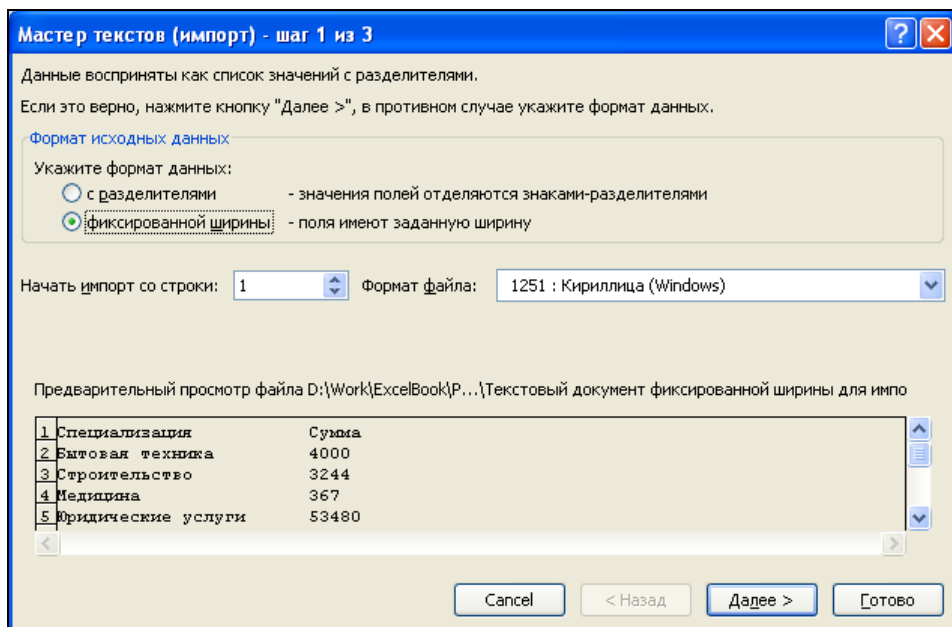 Мастер текстов (импорт) - шаг 1 из 3
Данные восприняты как список значений с разделителями.
Если это верно, нажмите кнопку "Далее >", в противном случае укажите формат данных.
Формат исходных данных
Укажите формат данных:
с разделителями - значения полей отделяются знаками-разделителями
фиксированной ширины - поля имеют заданную ширину
Начать импорт со строки: 1 Формат файла: 1251 : Кириллица (Windows)
Предварительный просмотр файла D:\Work\ExcelBook\P...\Текстовый документ фиксированной ширины для импо
1 Специализация Сумма
2 Бытовая техника 4000
3 Строительство 3244
4 Медицина 367
5 Юридические услуги 53480
Cancel < Назад Далее > Готово